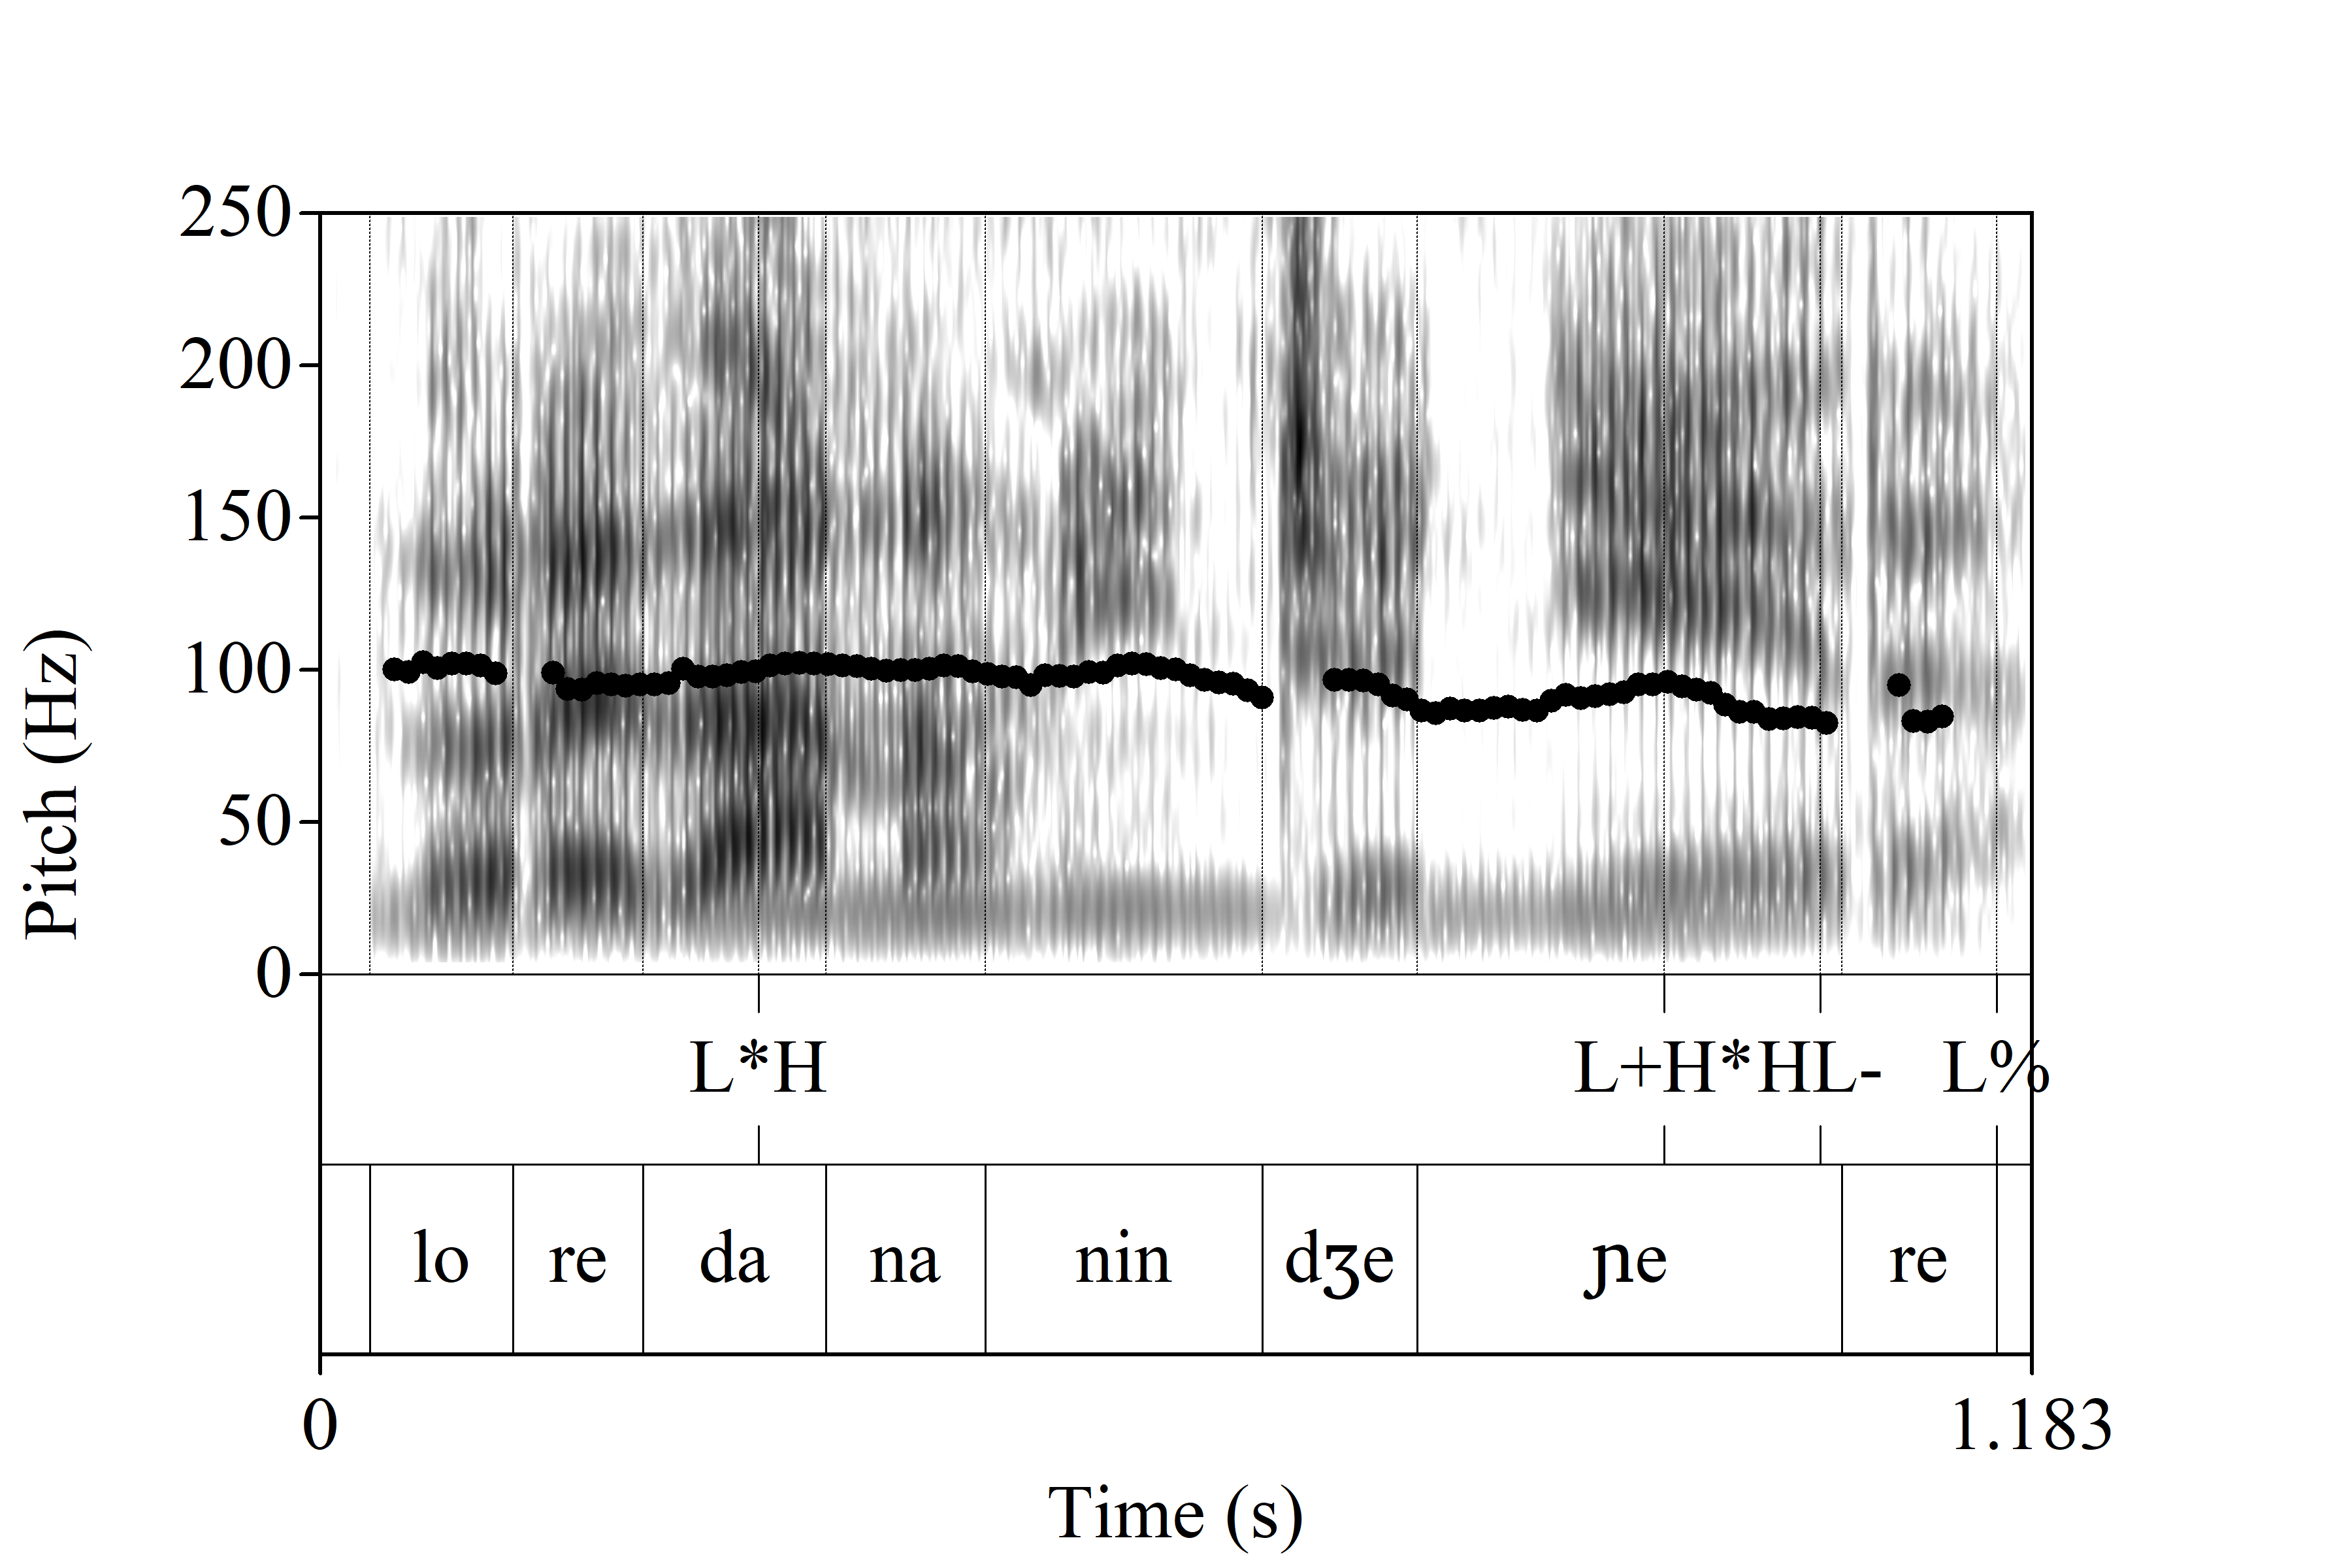 250
200
150
100
50
0
Pitch (Hz)
L*H L+H*HL- L%
lo re da na nin dʒe ɲe re
0 1.183
Time (s)